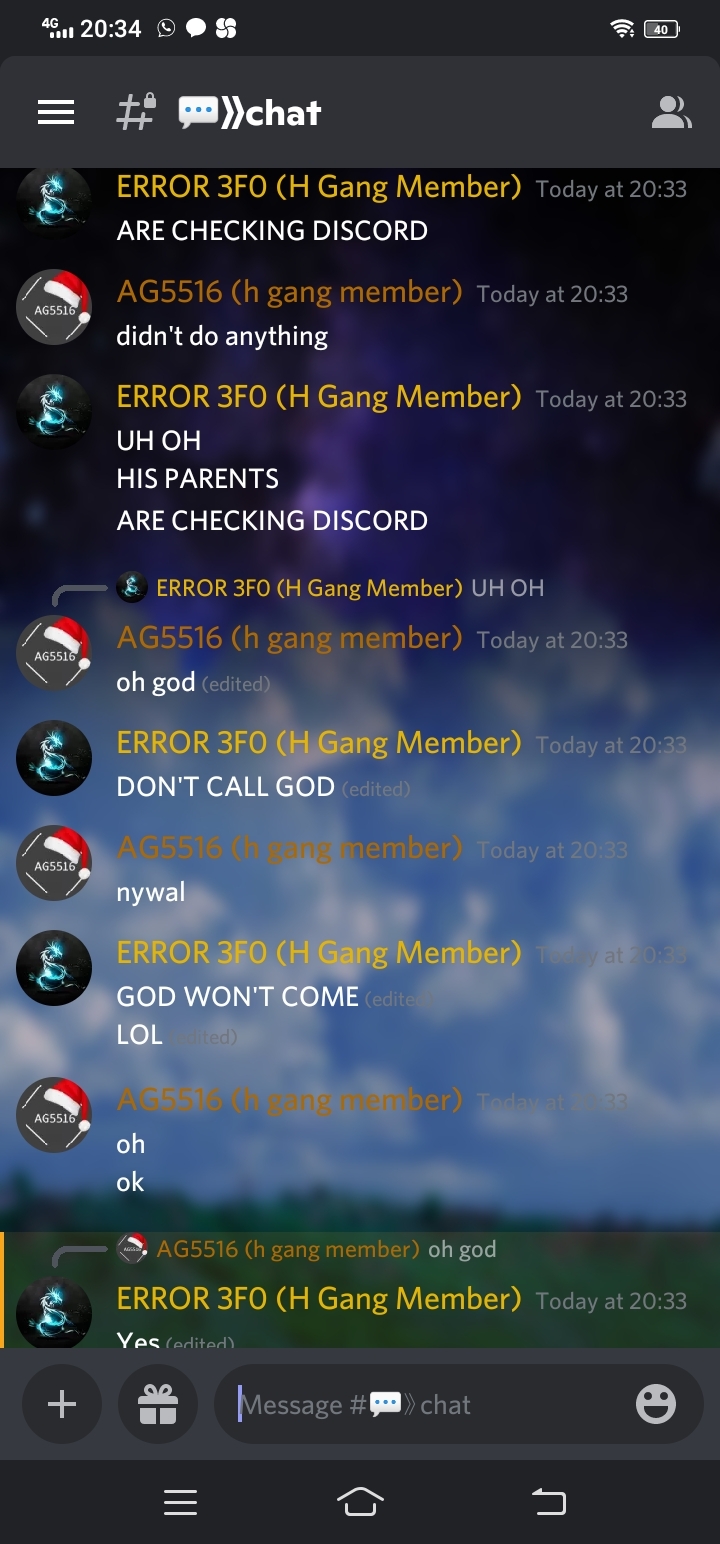 4G 20:34 40
💬⟫chat
ERROR 3F0 (H Gang Member) Today at 20:33
ARE CHECKING DISCORD
AG5516
AG5516 (h gang member) Today at 20:33
didn't do anything
ERROR 3F0 (H Gang Member) Today at 20:33
UH OH
HIS PARENTS
ARE CHECKING DISCORD
ERROR 3F0 (H Gang Member) UH OH
AG5516
AG5516 (h gang member) Today at 20:33
oh god (edited)
ERROR 3F0 (H Gang Member) Today at 20:33
DON'T CALL GOD (edited)
AG5516
AG5516 (h gang member) Today at 20:33
nywal
ERROR 3F0 (H Gang Member) Today at 20:33
GOD WON'T COME (edited)
LOL (edited)
AG5516
AG5516 (h gang member) Today at 20:33
oh
ok
AG5516 (h gang member) oh god
ERROR 3F0 (H Gang Member) Today at 20:33
Yes (edited)
Message #💬⟫chat